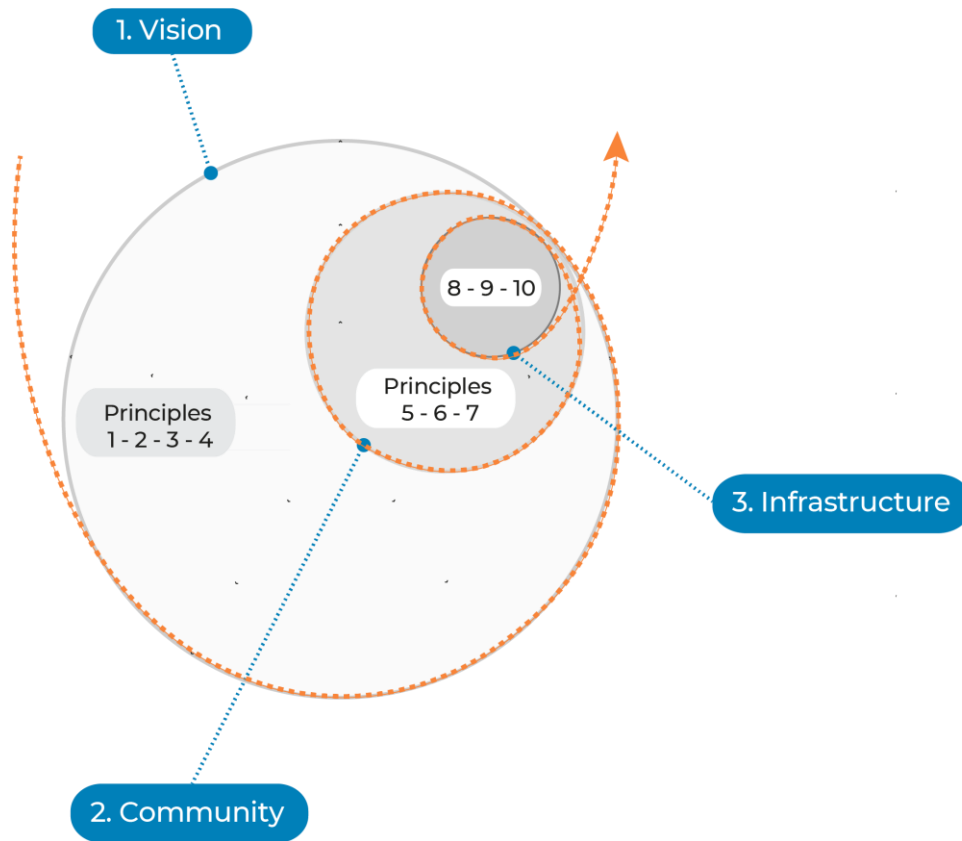 1. Vision
8 - 9 - 10
Principles
5 - 6 - 7
Principles
1 - 2 - 3 - 4
3. Infrastructure
2. Community